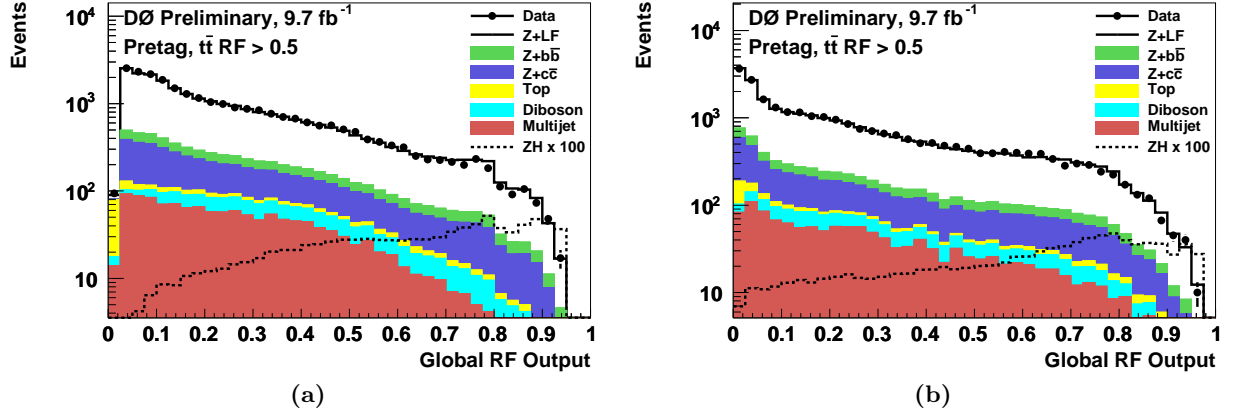 Events
DØ Preliminary, 9.7 fb⁻¹
Pretag, tt̄ RF > 0.5
Data
Z+LF
Z+bb̄
Z+cc̄
Top
Diboson
Multijet
ZH x 100
10⁴
10³
10²
10
0 0.1 0.2 0.3 0.4 0.5 0.6 0.7 0.8 0.9 1
Global RF Output
(a)
Events
DØ Preliminary, 9.7 fb⁻¹
Pretag, tt̄ RF > 0.5
Data
Z+LF
Z+bb̄
Z+cc̄
Top
Diboson
Multijet
ZH x 100
10⁴
10³
10²
10
0 0.1 0.2 0.3 0.4 0.5 0.6 0.7 0.8 0.9 1
Global RF Output
(b)